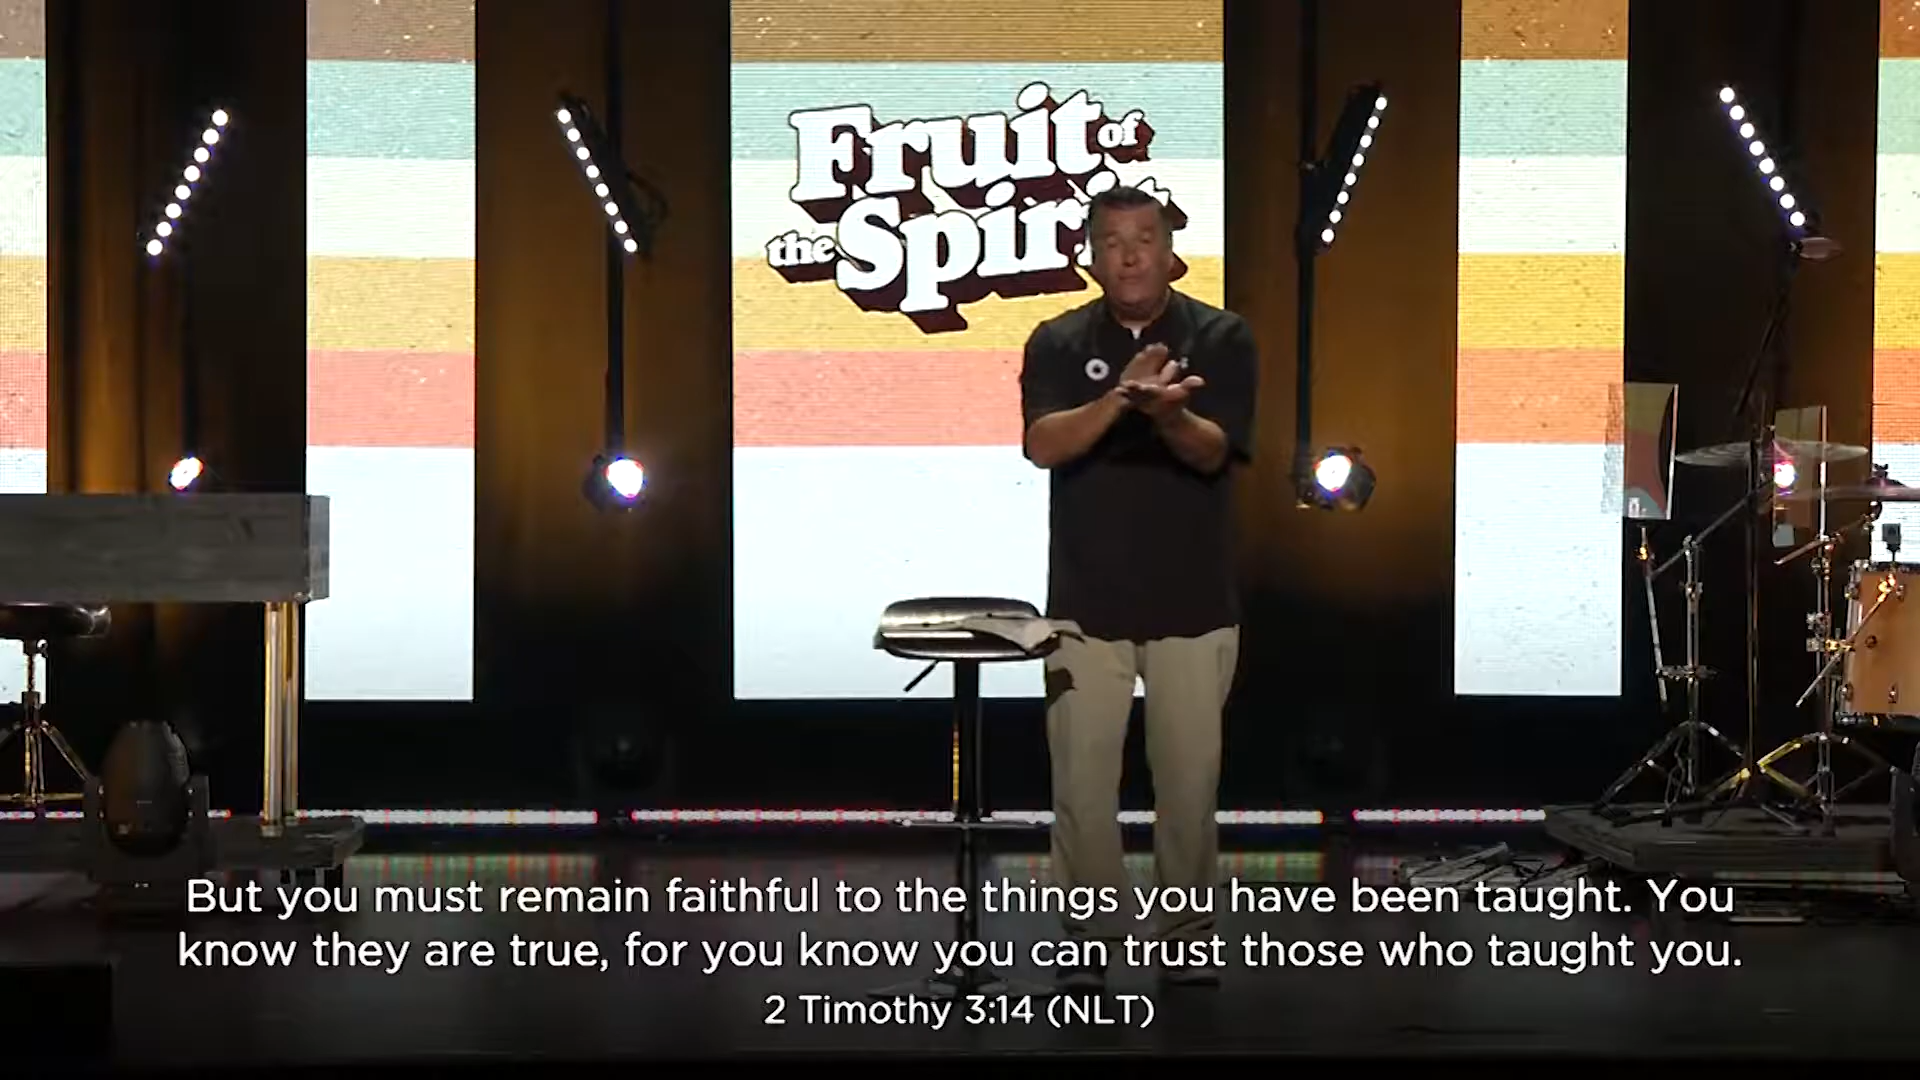 Fruit of
the Spirit
But you must remain faithful to the things you have been taught. You
know they are true, for you know you can trust those who taught you.
2 Timothy 3:14 (NLT)